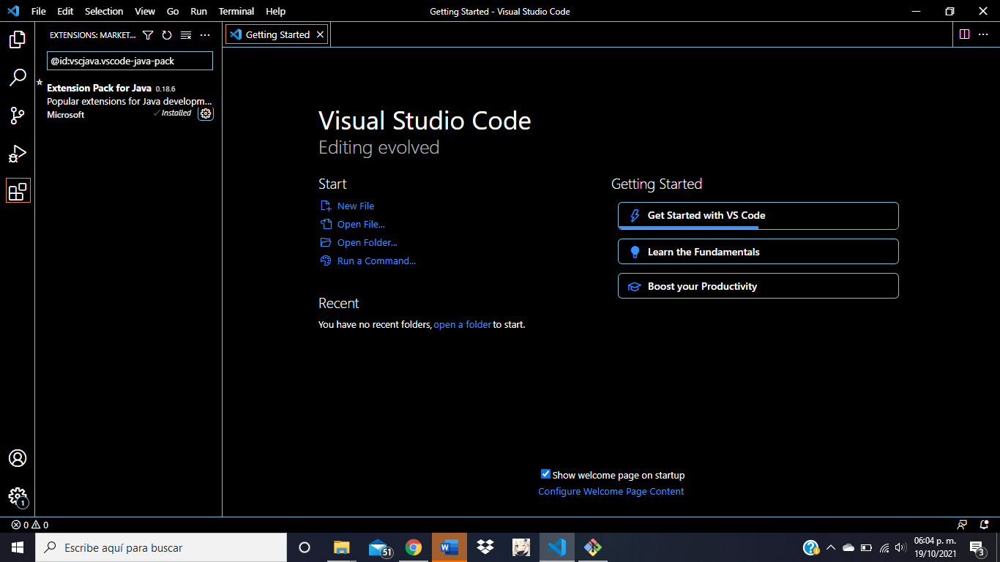 File Edit Selection View Go Run Terminal Help
Getting Started - Visual Studio Code
EXTENSIONS: MARKET...
@id:vscjava.vscode-java-pack
Extension Pack for Java 0.18.6
Popular extensions for Java developm...
Microsoft
Installed
Getting Started
Visual Studio Code
Editing evolved
Start
New File
Open File...
Open Folder...
Run a Command...
Recent
You have no recent folders, open a folder to start.
Getting Started
Get Started with VS Code
Learn the Fundamentals
Boost your Productivity
Show welcome page on startup
Configure Welcome Page Content
1
0 0
Escribe aquí para buscar
51
06:04 p. m.
19/10/2021
3